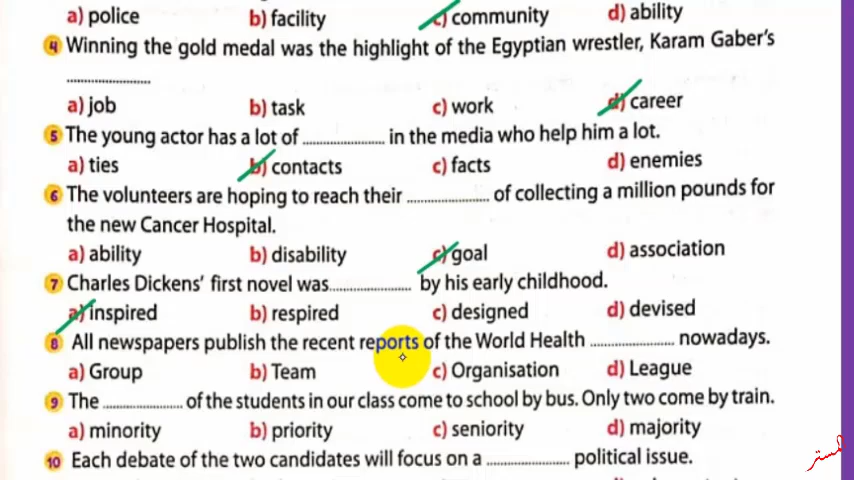 a) police b) facility c) community d) ability
4 Winning the gold medal was the highlight of the Egyptian wrestler, Karam Gaber's
.....................
a) job b) task c) work d) career
5 The young actor has a lot of ..................... in the media who help him a lot.
a) ties b) contacts c) facts d) enemies
6 The volunteers are hoping to reach their ..................... of collecting a million pounds for
the new Cancer Hospital.
a) ability b) disability c) goal d) association
7 Charles Dickens' first novel was..................... by his early childhood.
a) inspired b) respired c) designed d) devised
8 All newspapers publish the recent reports of the World Health ..................... nowadays.
a) Group b) Team c) Organisation d) League
9 The ..................... of the students in our class come to school by bus. Only two come by train.
a) minority b) priority c) seniority d) majority
10 Each debate of the two candidates will focus on a ..................... political issue.